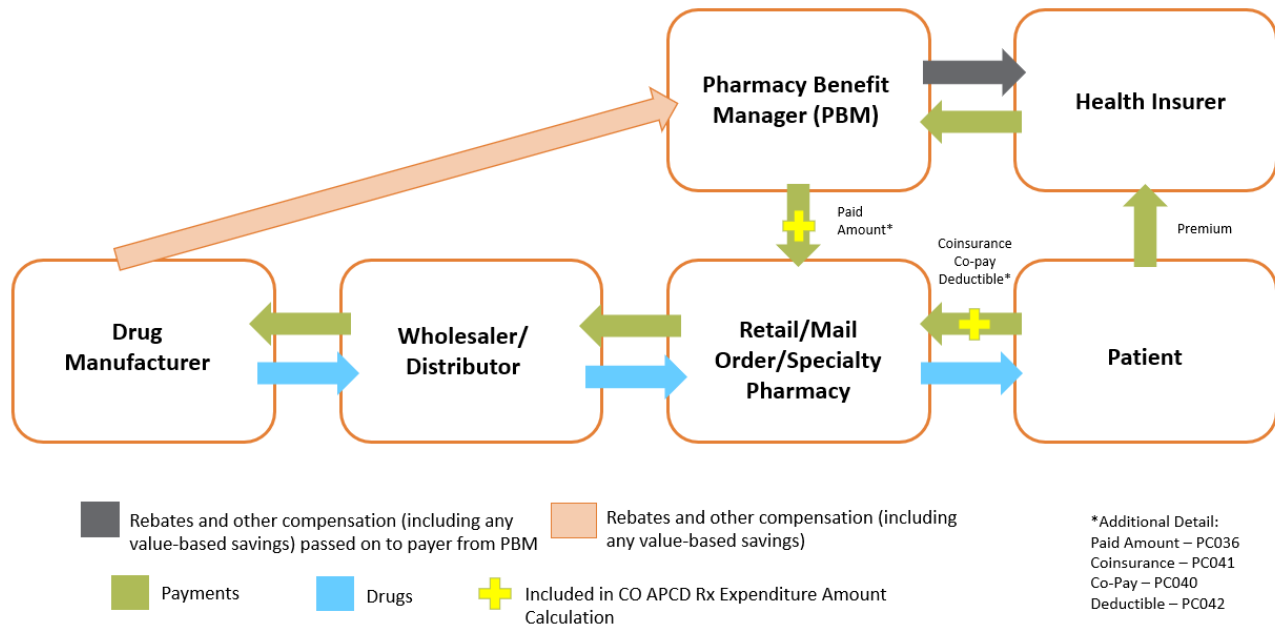 Pharmacy Benefit
Manager (PBM)
Health Insurer
Paid
Amount*
Coinsurance
Co-pay
Deductible*
Premium
Drug
Manufacturer
Wholesaler/
Distributor
Retail/Mail
Order/Specialty
Pharmacy
Patient
Rebates and other compensation (including any
value-based savings) passed on to payer from PBM
Rebates and other compensation (including
any value-based savings)
Payments
Drugs
Included in CO APCD Rx Expenditure Amount
Calculation
*Additional Detail:
Paid Amount – PC036
Coinsurance – PC041
Co-Pay – PC040
Deductible – PC042